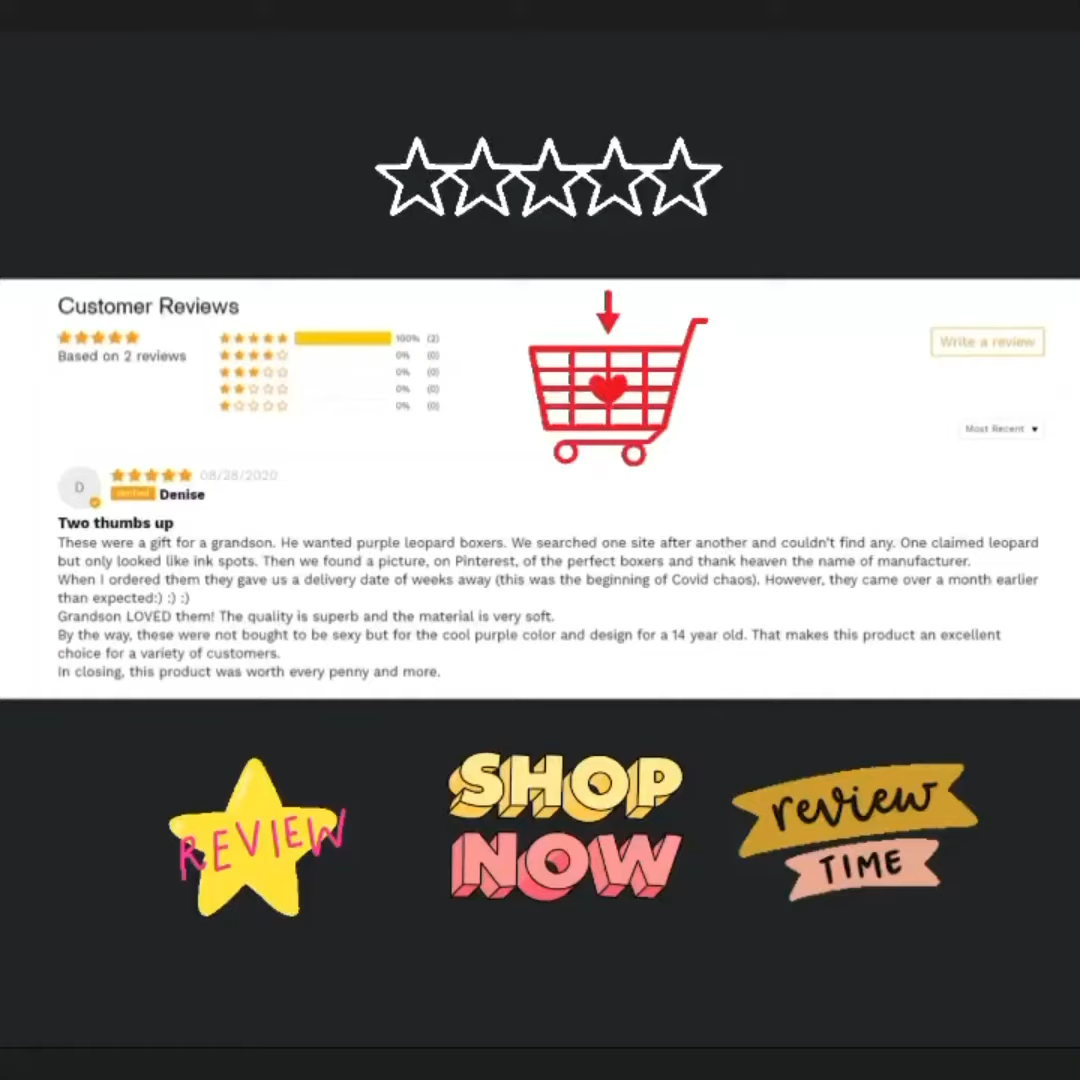 Customer Reviews
Based on 2 reviews
100% (2)
0% (0)
0% (0)
0% (0)
0% (0)
Write a review
Most Recent ▼
D
08/28/2020
Verified Denise
Two thumbs up
These were a gift for a grandson. He wanted purple leopard boxers. We searched one site after another and couldn't find any. One claimed leopard
but only looked like ink spots. Then we found a picture, on Pinterest, of the perfect boxers and thank heaven the name of manufacturer.
When I ordered them they gave us a delivery date of weeks away (this was the beginning of Covid chaos). However, they came over a month earlier
than expected:) :) :)
Grandson LOVED them! The quality is superb and the material is very soft.
By the way, these were not bought to be sexy but for the cool purple color and design for a 14 year old. That makes this product an excellent
choice for a variety of customers.
In closing, this product was worth every penny and more.
REVIEW
SHOP
NOW
review
TIME